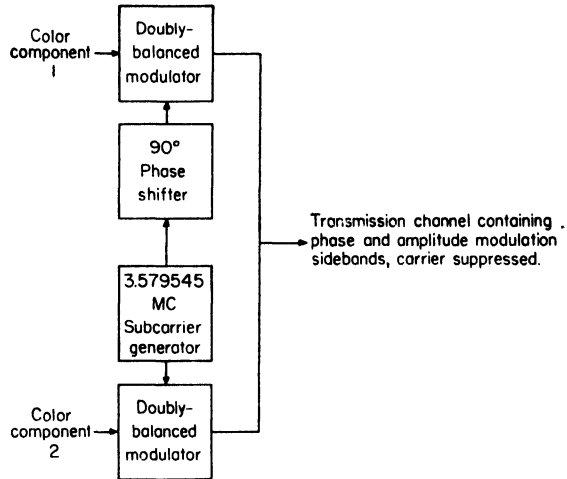 Color
component
1
Doubly-
balanced
modulator
90°
Phase
shifter
Transmission channel containing .
phase and amplitude modulation
sidebands, carrier suppressed.
3.579545
MC
Subcarrier
generator
Color
component
2
Doubly-
balanced
modulator